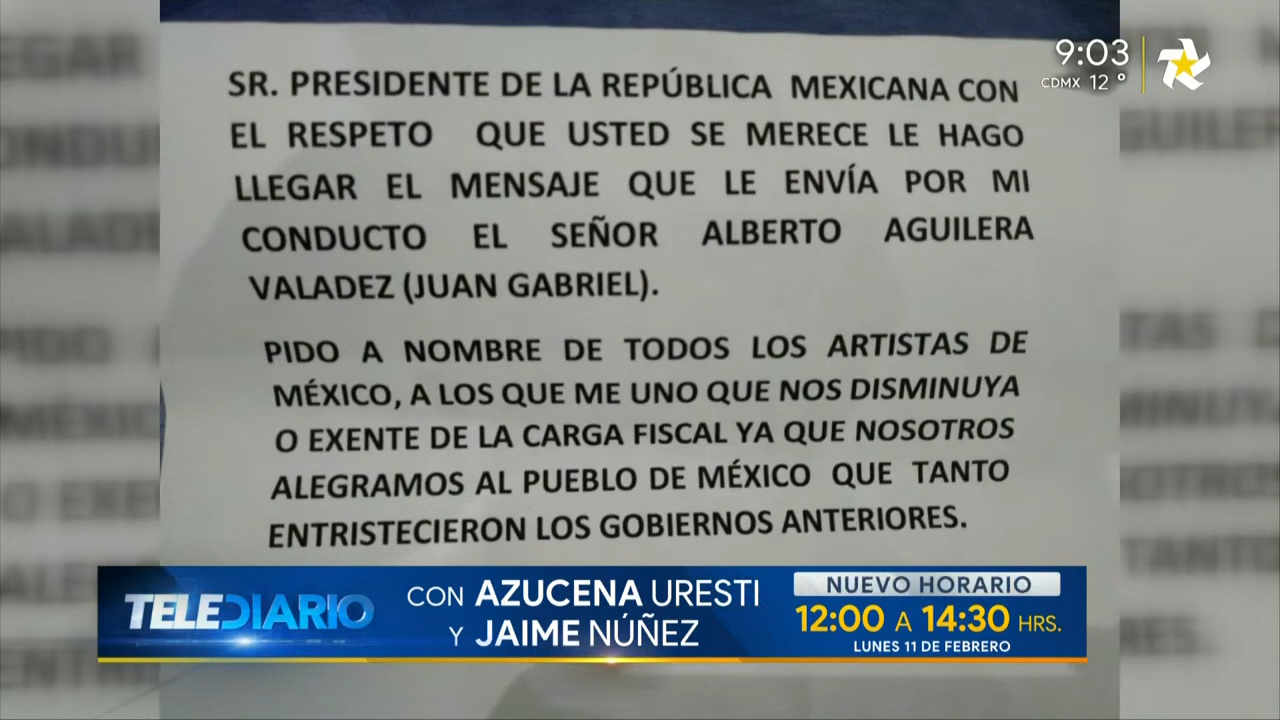 9:03
CDMX 12°
SR. PRESIDENTE DE LA REPÚBLICA MEXICANA CON
EL RESPETO QUE USTED SE MERECE LE HAGO
LLEGAR EL MENSAJE QUE LE ENVÍA POR MI
CONDUCTO EL SEÑOR ALBERTO AGUILERA
VALADEZ (JUAN GABRIEL).
PIDO A NOMBRE DE TODOS LOS ARTISTAS DE
MÉXICO, A LOS QUE ME UNO QUE NOS DISMINUYA
O EXENTE DE LA CARGA FISCAL YA QUE NOSOTROS
ALEGRAMOS AL PUEBLO DE MÉXICO QUE TANTO
ENTRISTECIERON LOS GOBIERNOS ANTERIORES.
TELEDIARIO
CON AZUCENA URESTI
Y JAIME NÚÑEZ
NUEVO HORARIO
12:00 A 14:30 HRS.
LUNES 11 DE FEBRERO